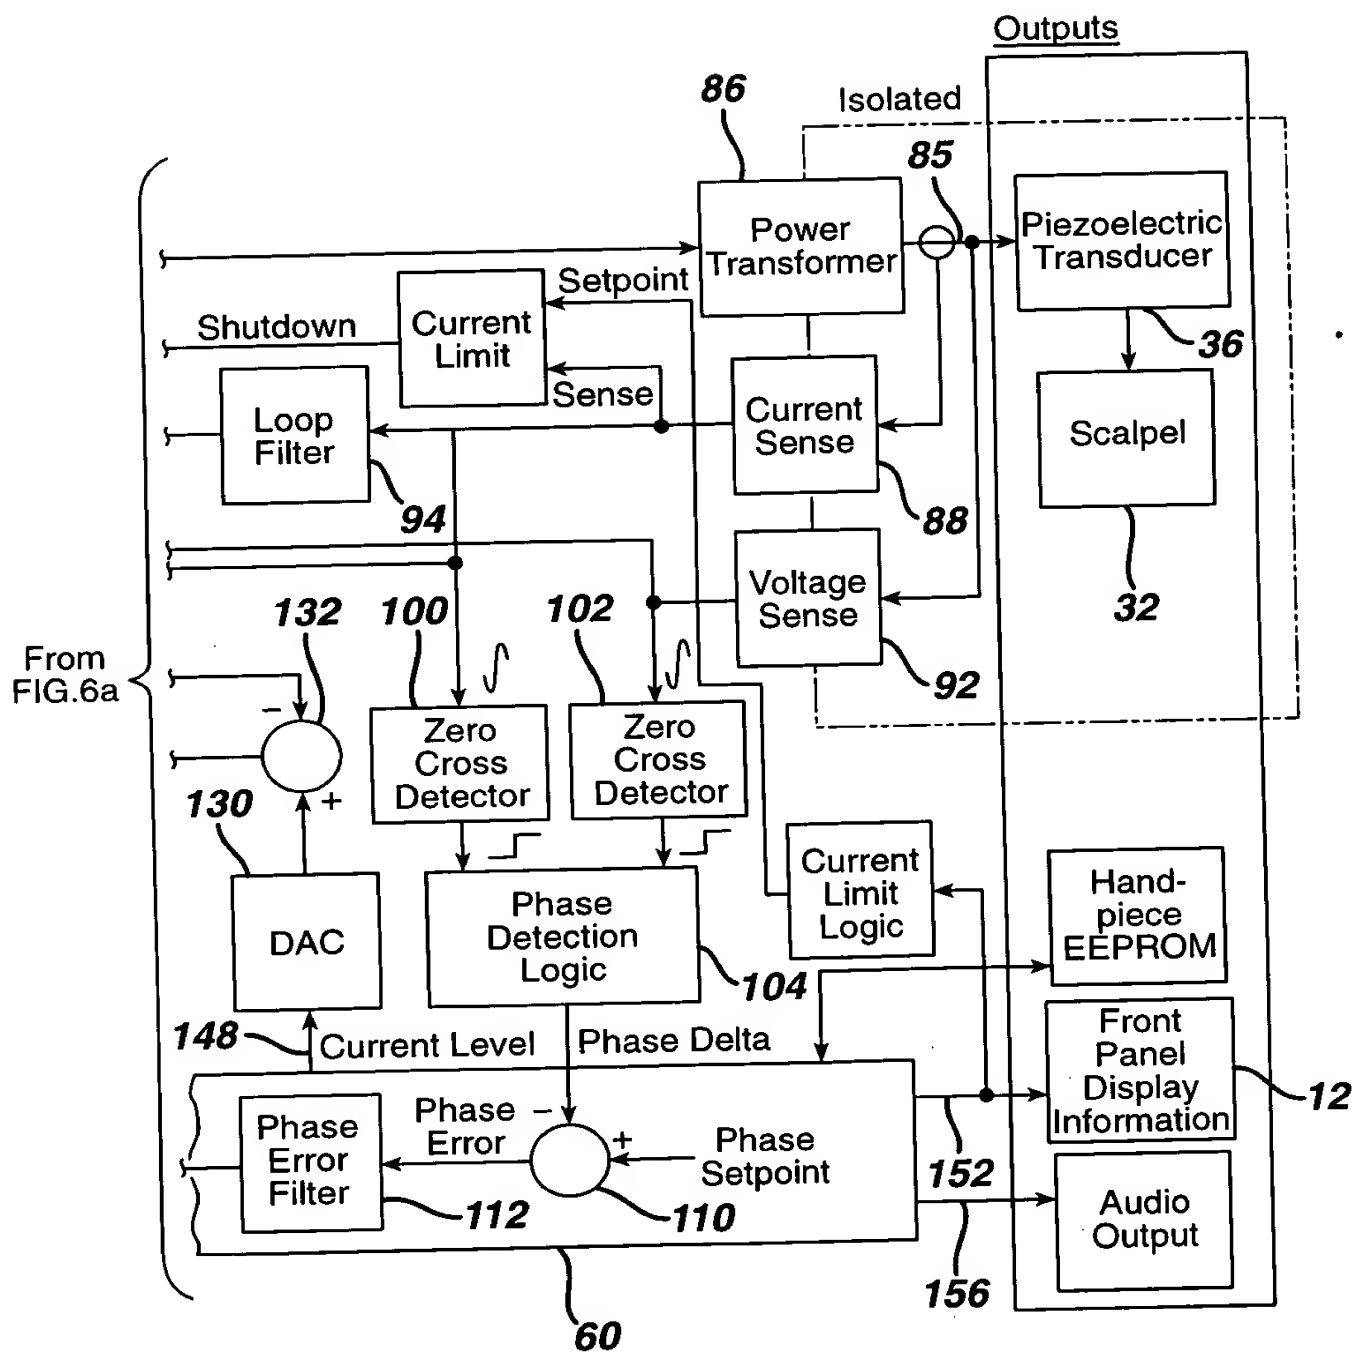 Outputs
86
Isolated
85
Power
Transformer
Piezoelectric
Transducer
Setpoint
Shutdown
Current
Limit
36
Sense
Loop
Filter
Current
Sense
Scalpel
94
88
Voltage
Sense
132
100
102
32
From
FIG.6a
92
−
Zero
Cross
Detector
Zero
Cross
Detector
130
+
Current
Limit
Logic
Hand-
piece
EEPROM
DAC
Phase
Detection
Logic
104
148
Current Level
Phase Delta
Front
Panel
Display
Information
12
Phase
Error
Filter
Phase
Error
−
+
Phase
Setpoint
152
112
110
Audio
Output
156
60